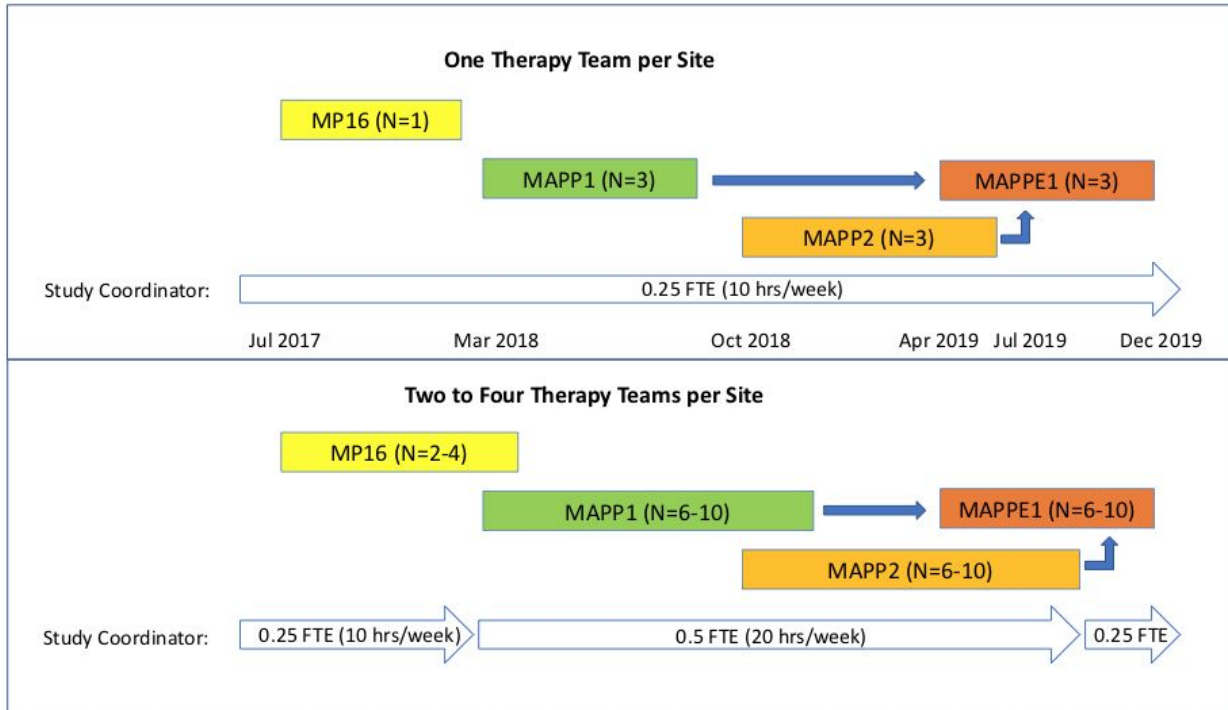 One Therapy Team per Site
MP16 (N=1)
MAPP1 (N=3)
MAPPE1 (N=3)
MAPP2 (N=3)
Study Coordinator:
0.25 FTE (10 hrs/week)
Jul 2017
Mar 2018
Oct 2018
Apr 2019
Jul 2019
Dec 2019
Two to Four Therapy Teams per Site
MP16 (N=2-4)
MAPP1 (N=6-10)
MAPPE1 (N=6-10)
MAPP2 (N=6-10)
Study Coordinator:
0.25 FTE (10 hrs/week)
0.5 FTE (20 hrs/week)
0.25 FTE